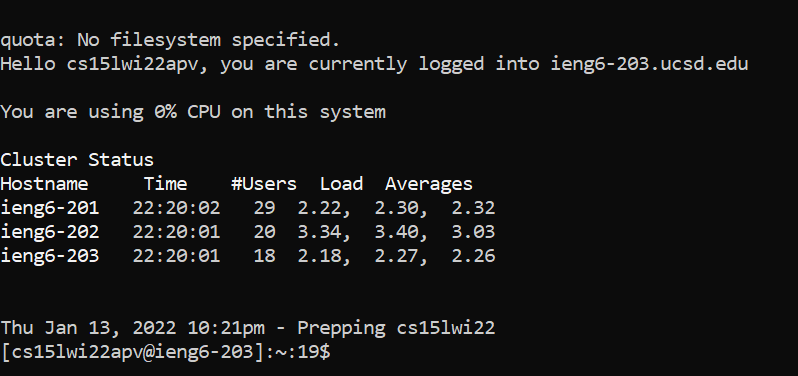 quota: No filesystem specified.
Hello cs15lwi22apv, you are currently logged into ieng6-203.ucsd.edu
You are using 0% CPU on this system
Cluster Status
Hostname     Time    #Users  Load  Averages
ieng6-201   22:20:02   29  2.22,  2.30,  2.32
ieng6-202   22:20:01   20  3.34,  3.40,  3.03
ieng6-203   22:20:01   18  2.18,  2.27,  2.26
Thu Jan 13, 2022 10:21pm - Prepping cs15lwi22
[cs15lwi22apv@ieng6-203]:~:19$